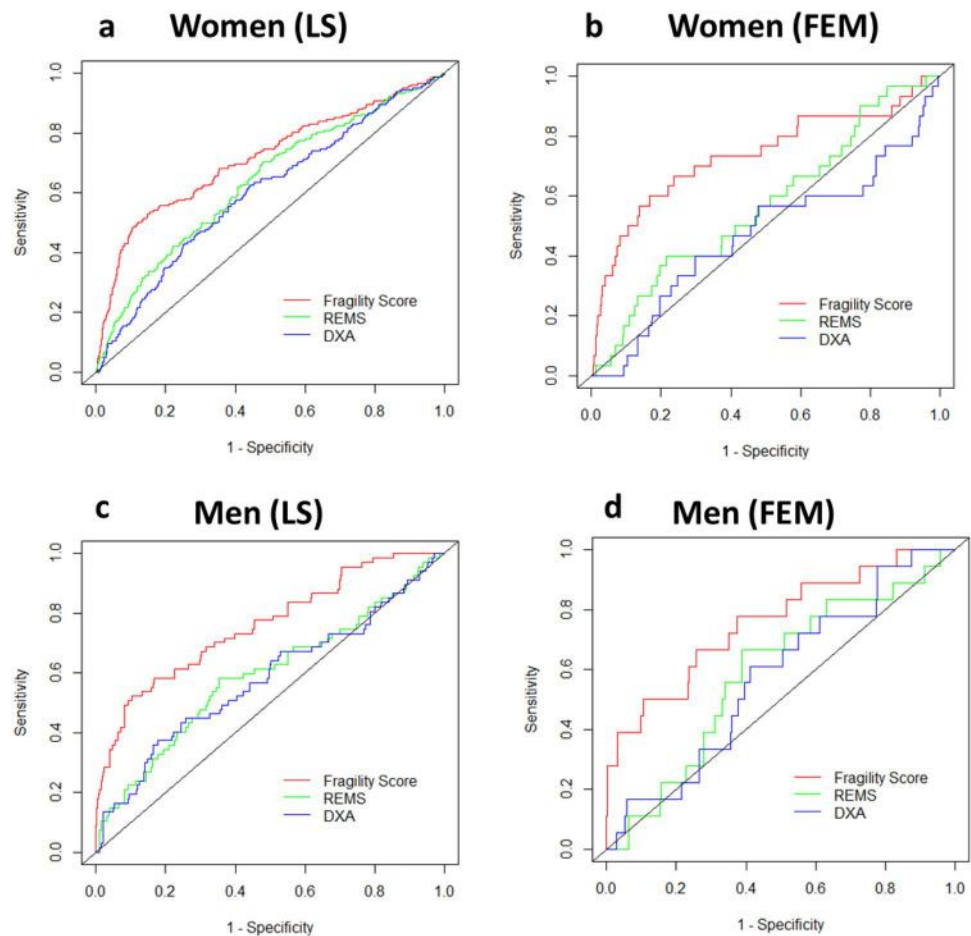 a Women (LS)
1.0
0.8
0.6
0.4
0.2
0.0
Sensitivity
Fragility Score
REMS
DXA
0.0 0.2 0.4 0.6 0.8 1.0
1 - Specificity
b Women (FEM)
1.0
0.8
0.6
0.4
0.2
0.0
Sensitivity
Fragility Score
REMS
DXA
0.0 0.2 0.4 0.6 0.8 1.0
1 - Specificity
c Men (LS)
1.0
0.8
0.6
0.4
0.2
0.0
Sensitivity
Fragility Score
REMS
DXA
0.0 0.2 0.4 0.6 0.8 1.0
1 - Specificity
d Men (FEM)
1.0
0.8
0.6
0.4
0.2
0.0
Sensitivity
Fragility Score
REMS
DXA
0.0 0.2 0.4 0.6 0.8 1.0
1 - Specificity